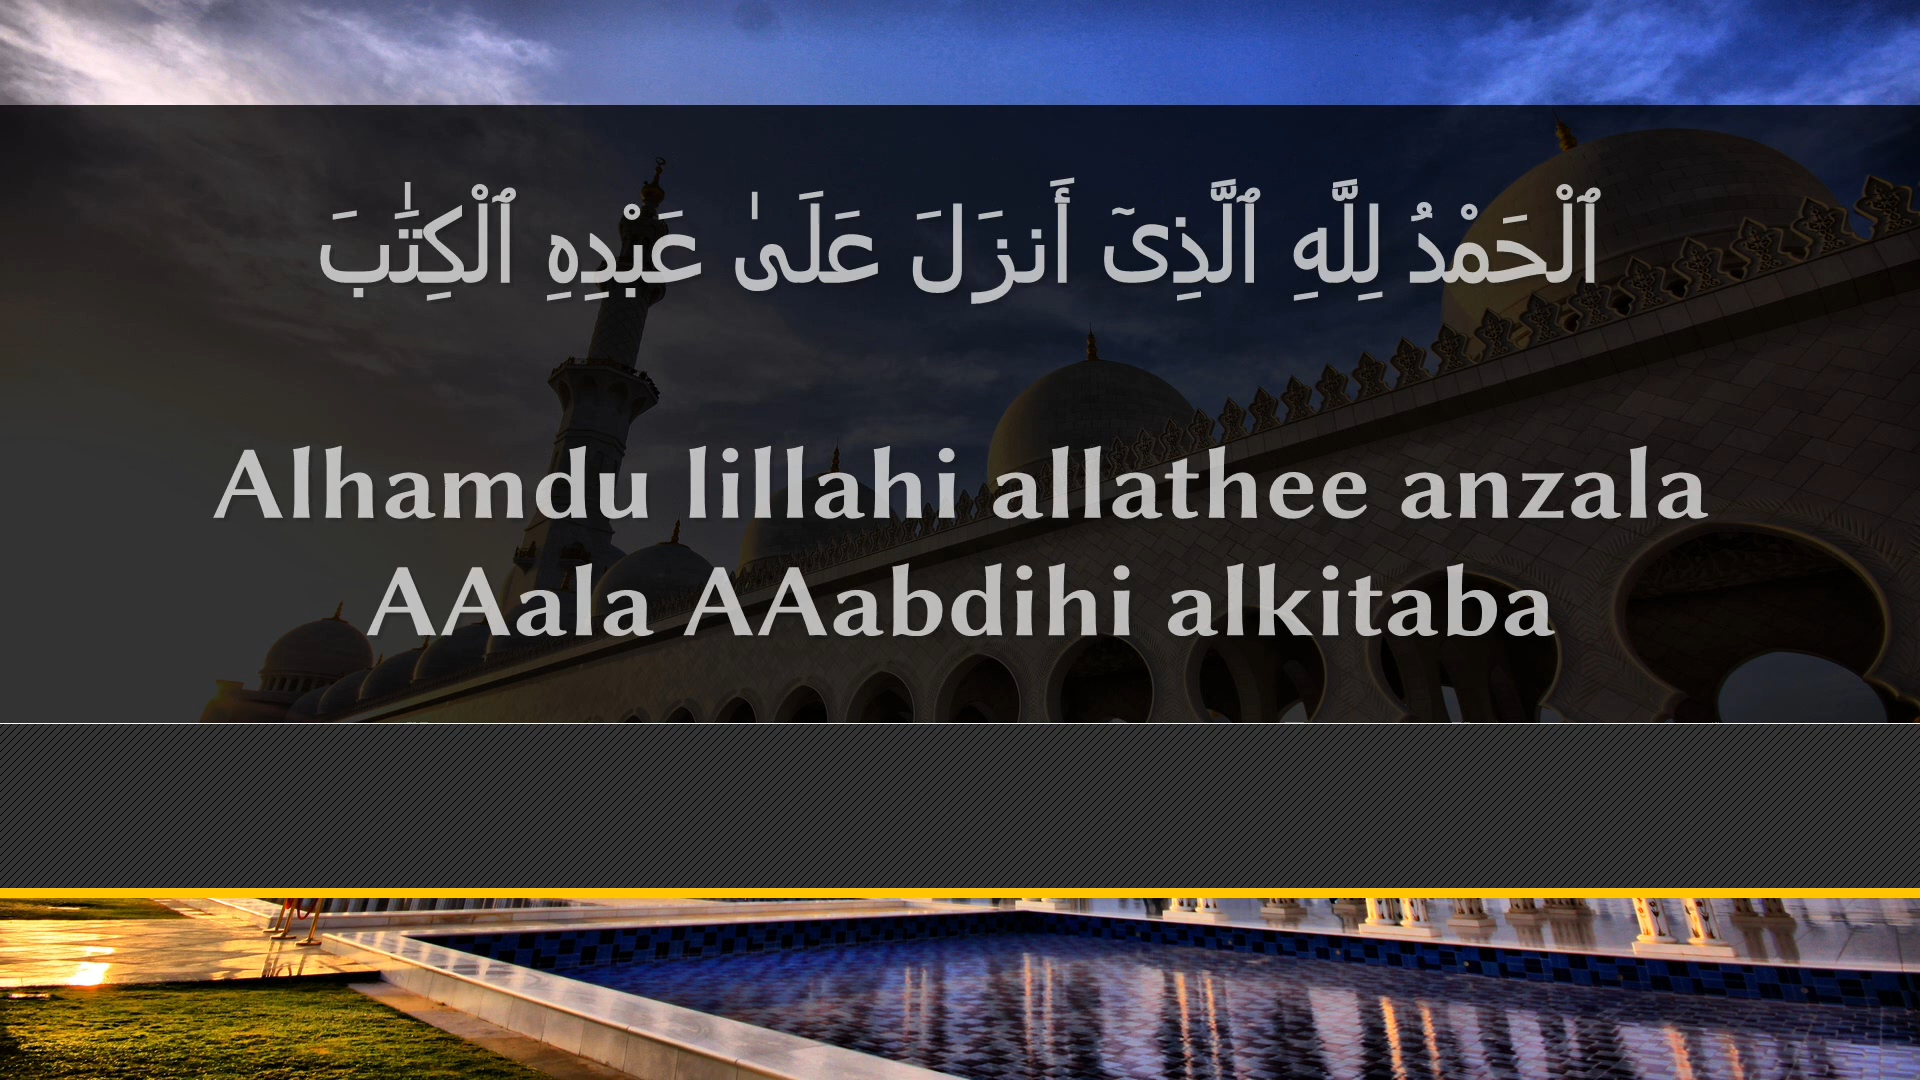 ٱلْحَمْدُ لِلَّهِ ٱلَّذِىٓ أَنزَلَ عَلَىٰ عَبْدِهِ ٱلْكِتَٰبَ
Alhamdu lillahi allathee anzala
AAala AAabdihi alkitaba